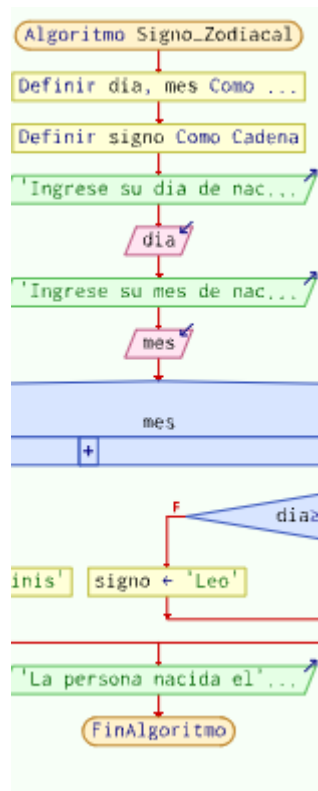 Algoritmo Signo_Zodiacal
Definir día, mes Como ...
Definir signo Como Cadena
'Ingrese su dia de nac...
dia
'Ingrese su mes de nac...
mes
mes
+
F
dia≥
inis'
signo ← 'Leo'
'La persona nacida el'...
FinAlgoritmo